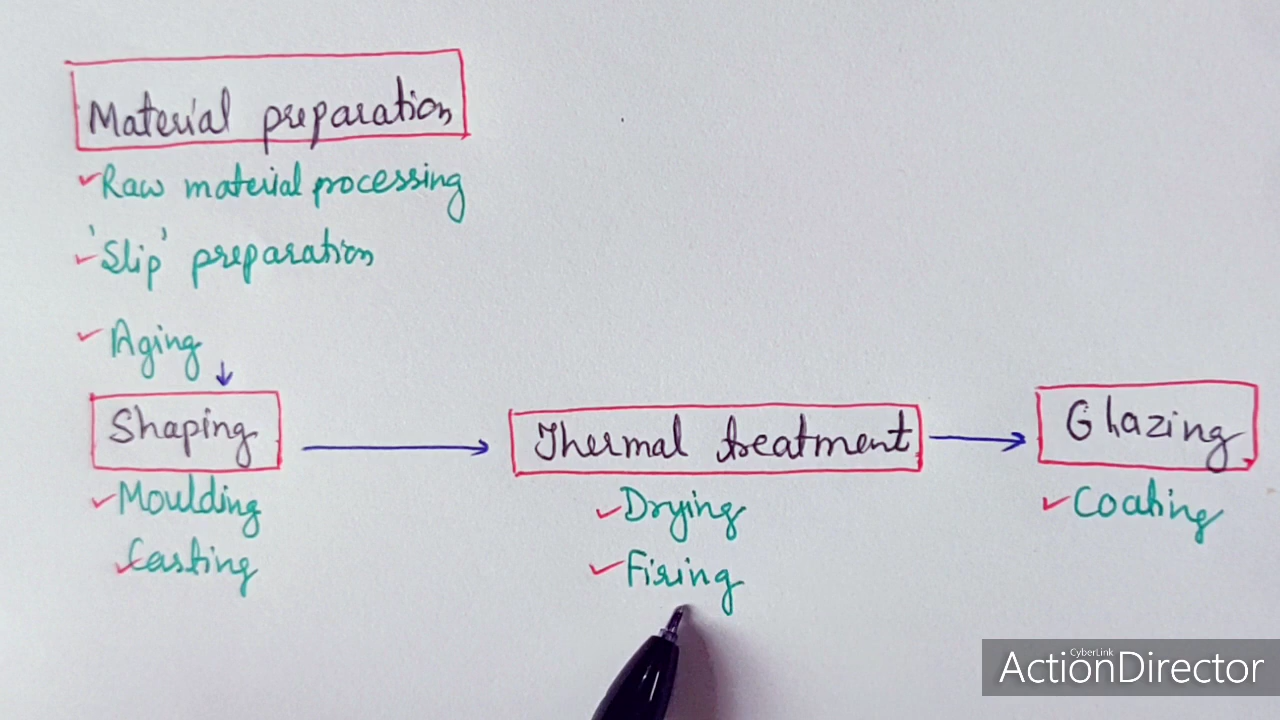 Material preparation
Raw material processing
'Slip' preparation
Aging
Shaping
Moulding
Casting
Thermal treatment
Drying
Firing
Glazing
Coating
CyberLink
ActionDirector